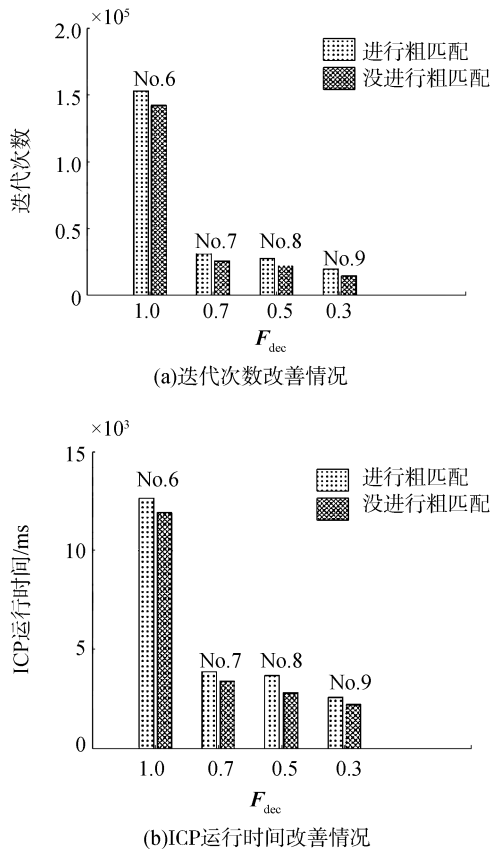 ×10⁵
2.0
1.5
1.0
0.5
0
迭代次数
进行粗匹配
没进行粗匹配
No.6
No.7
No.8
No.9
1.0 0.7 0.5 0.3
Fdec
(a)迭代次数改善情况
×10³
15
10
5
0
ICP运行时间/ms
进行粗匹配
没进行粗匹配
No.6
No.7
No.8
No.9
1.0 0.7 0.5 0.3
Fdec
(b)ICP运行时间改善情况